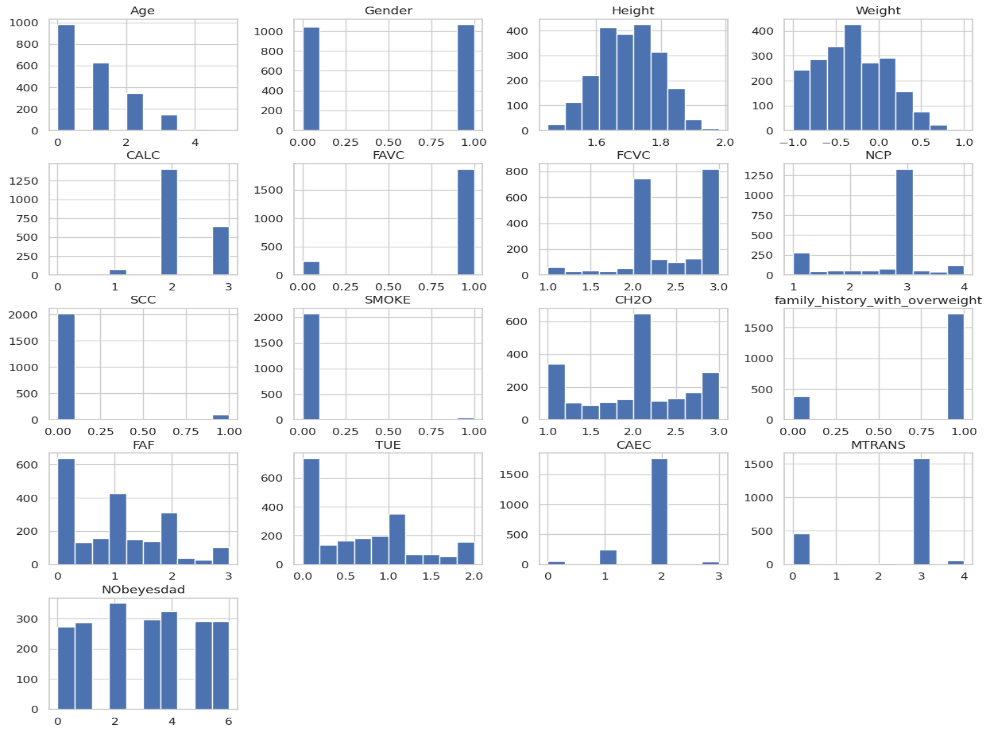 Age Gender Height Weight
1000 800 600 400 200 0
0 2 4
1000 800 600 400 200 0
0.00 0.25 0.50 0.75 1.00
400 300 200 100 0
1.6 1.8 2.0
400 300 200 100 0
−1.0 −0.5 0.0 0.5 1.0
CALC FAVC FCVC NCP
1250 1000 750 500 250 0
0 1 2 3
1500 1000 500 0
0.00 0.25 0.50 0.75 1.00
800 600 400 200 0
1.0 1.5 2.0 2.5 3.0
1250 1000 750 500 250 0
1 2 3 4
SCC SMOKE CH2O family_history_with_overweight
2000 1500 1000 500 0
0.00 0.25 0.50 0.75 1.00
2000 1500 1000 500 0
0.00 0.25 0.50 0.75 1.00
600 400 200 0
1.0 1.5 2.0 2.5 3.0
1500 1000 500 0
0.00 0.25 0.50 0.75 1.00
FAF TUE CAEC MTRANS
600 400 200 0
0 1 2 3
600 400 200 0
0.0 0.5 1.0 1.5 2.0
1500 1000 500 0
0 1 2 3
1500 1000 500 0
0 1 2 3 4
NObeyesdad
300 200 100 0
0 2 4 6